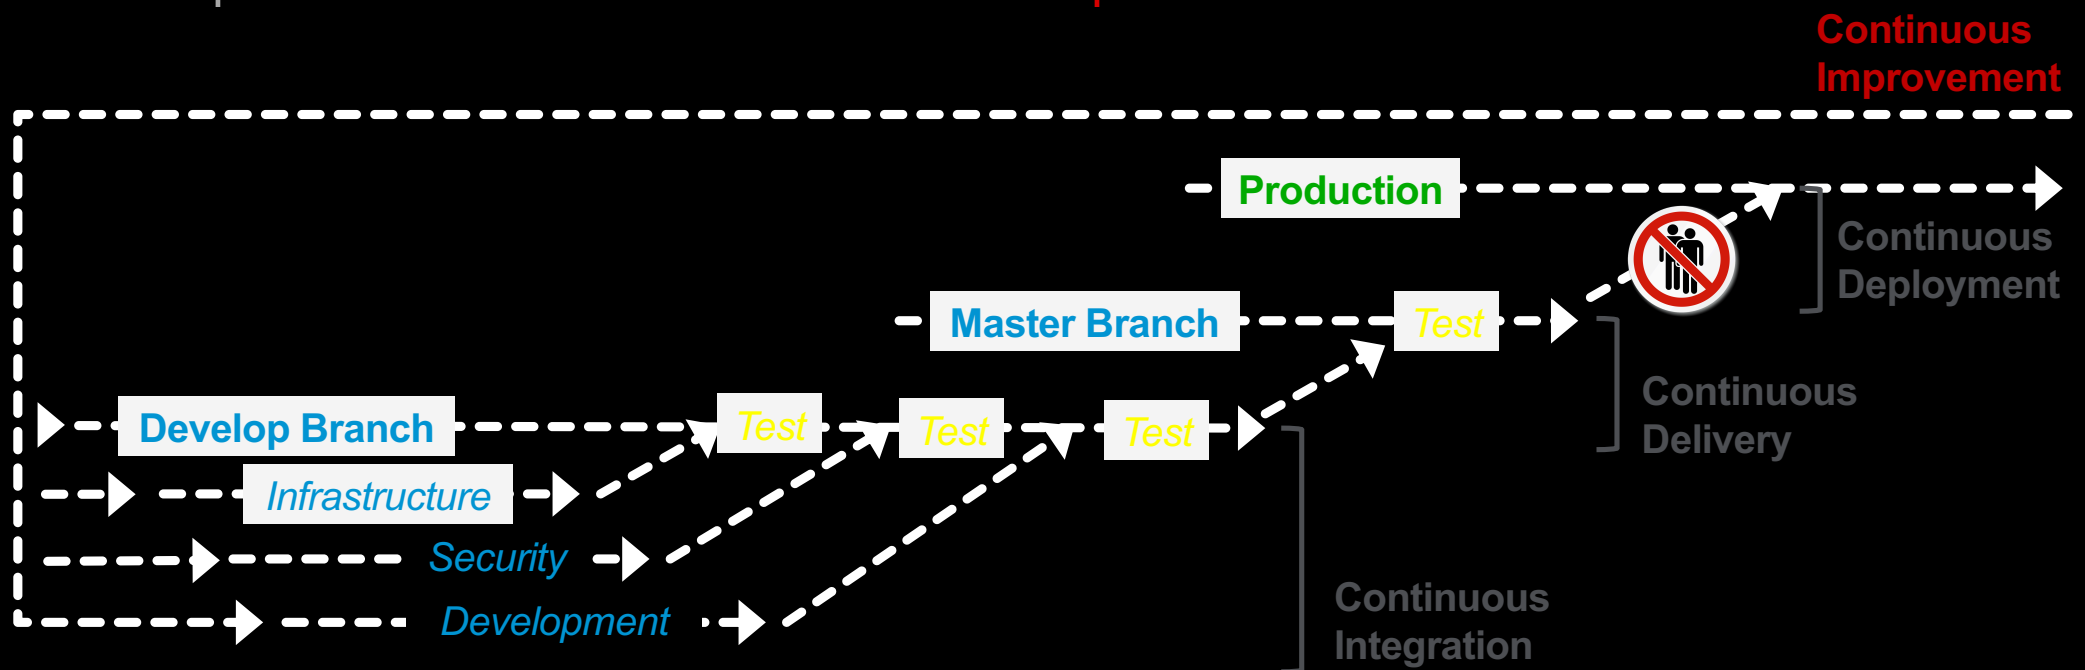 Continuous
Improvement
Production
Continuous
Deployment
Master Branch
Test
Continuous
Delivery
Develop Branch
Test
Test
Test
Infrastructure
Security
Development
Continuous
Integration